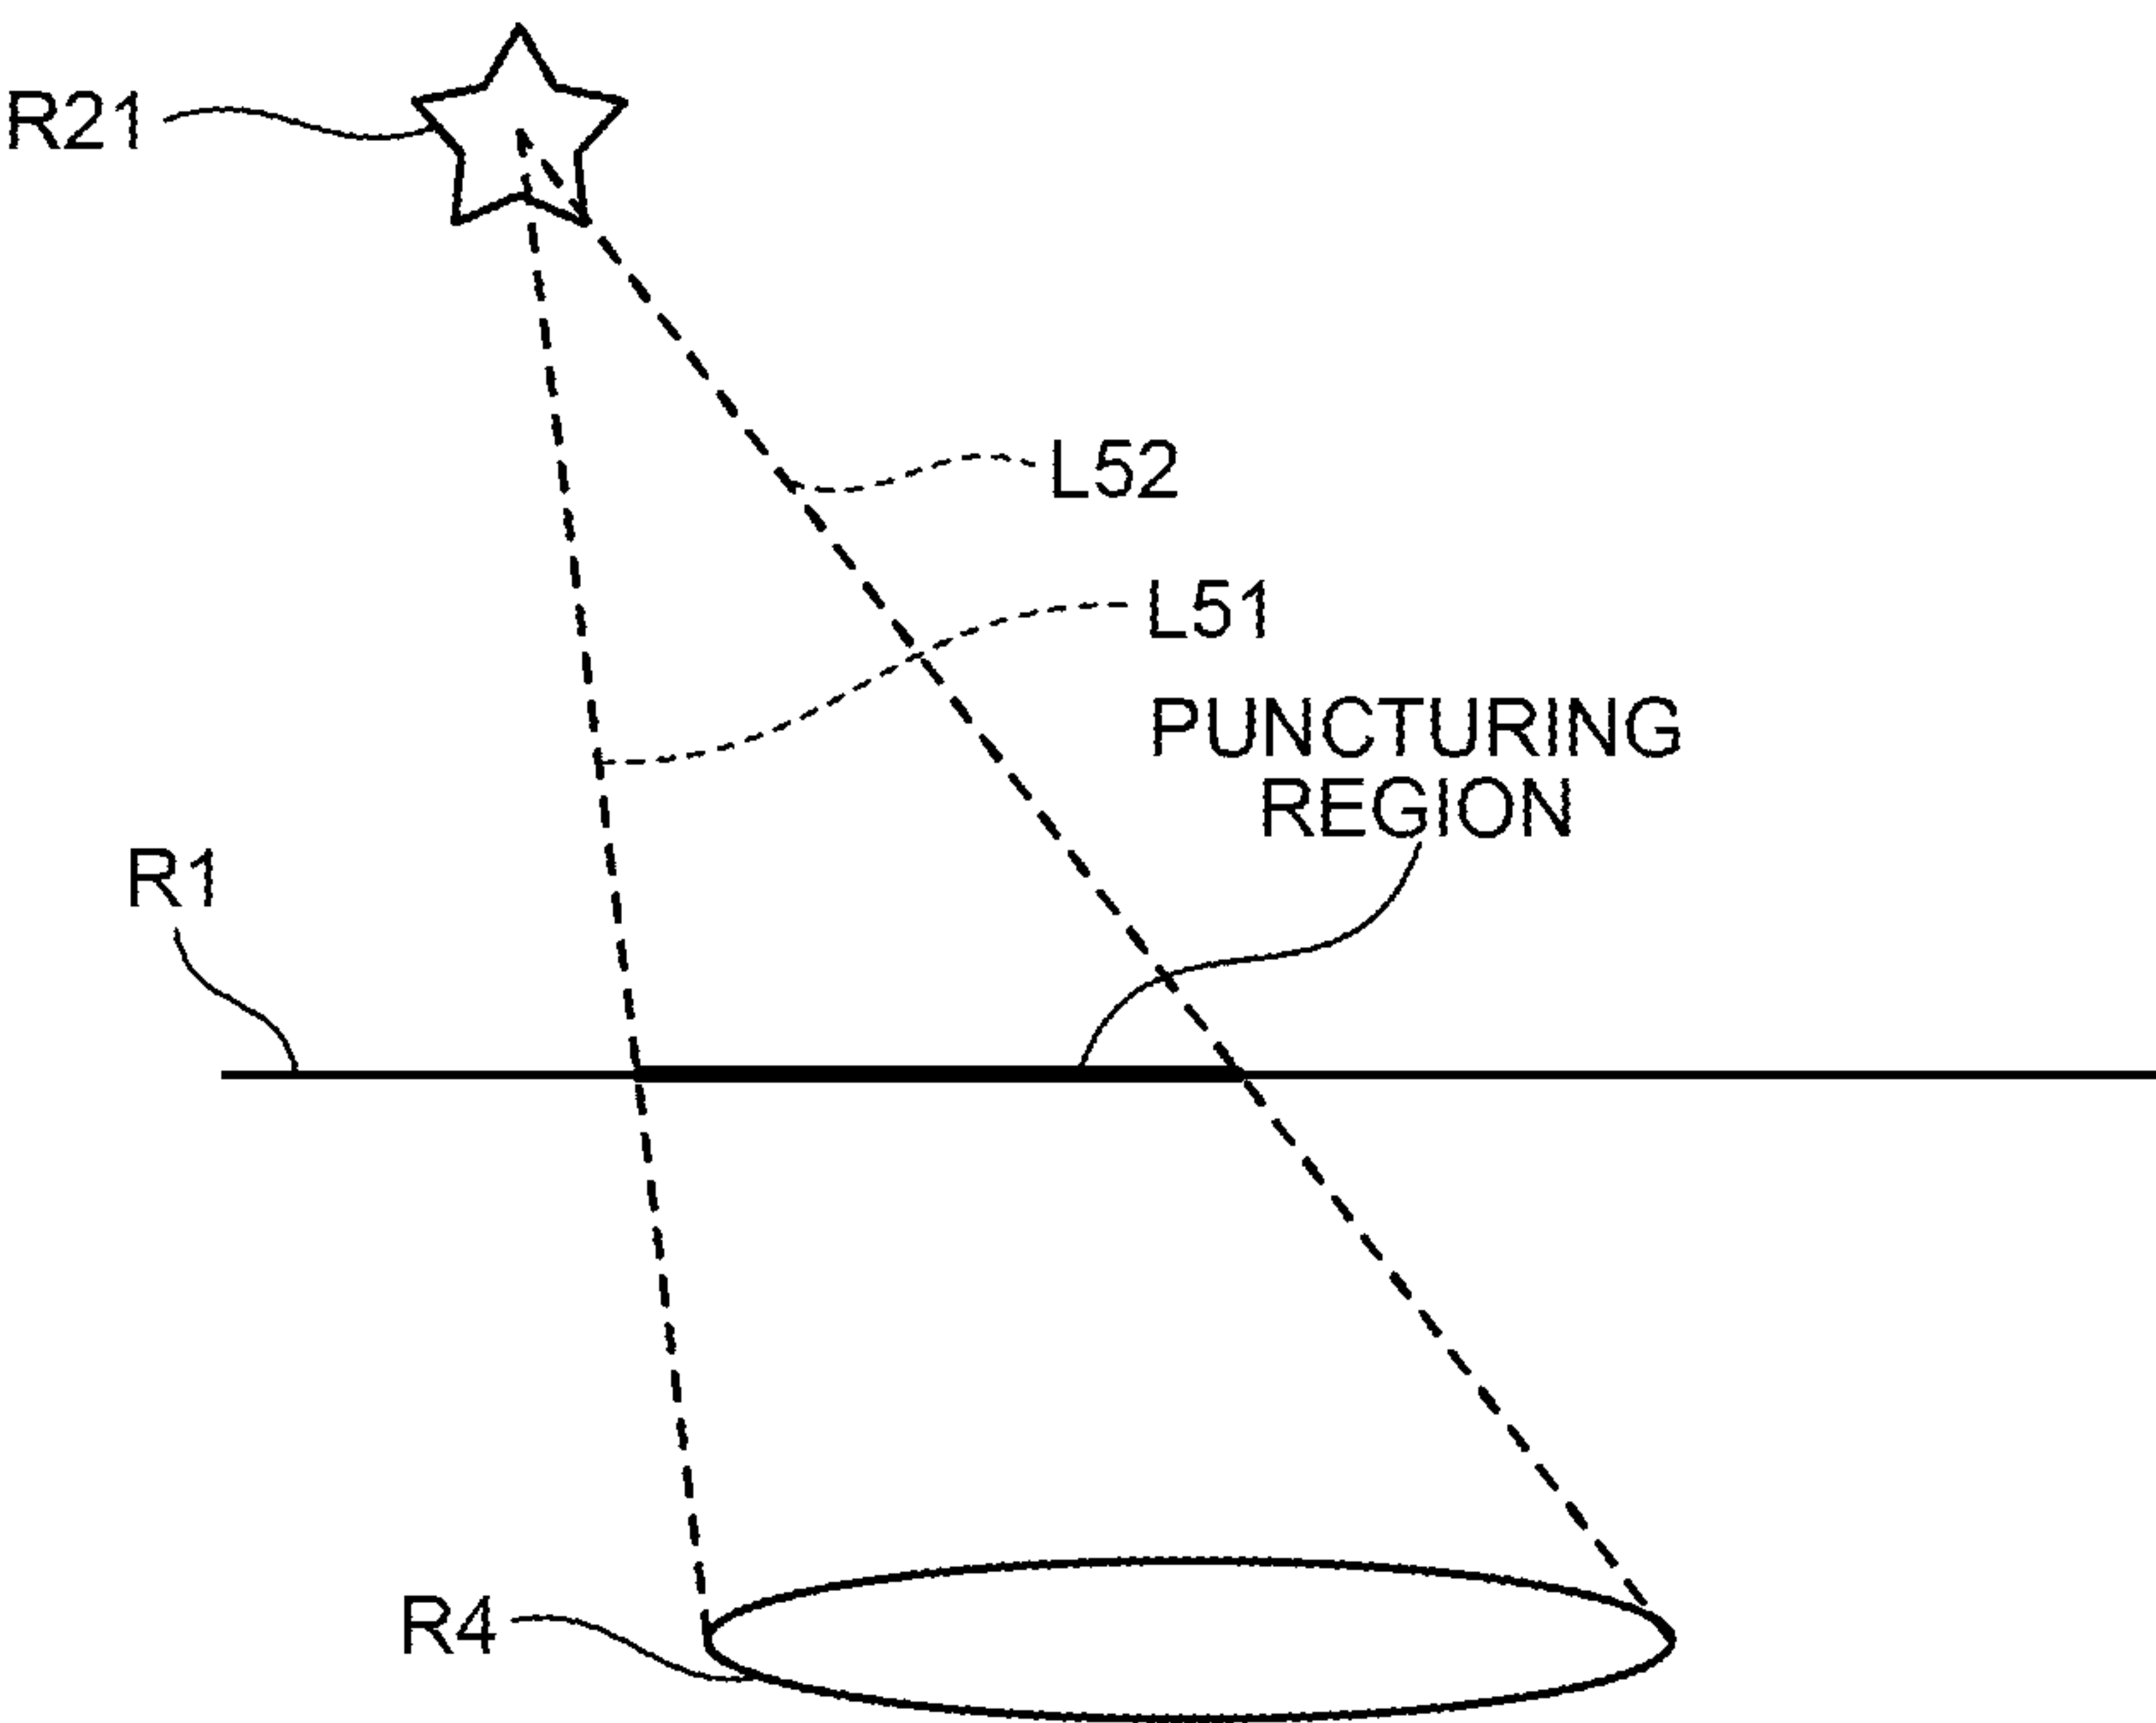 R21
L52
L51
PUNCTURING
REGION
R1
R4